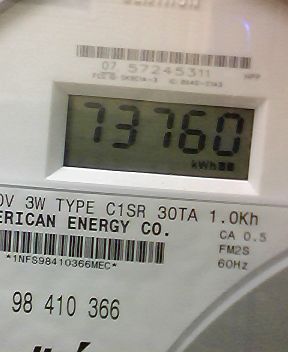 07 57245311
73760
kWh
0V 3W TYPE C1SR 30TA 1.0Kh
ERICAN ENERGY CO.
CA 0.5
FM2S
60Hz
*1NFS98410366MEC*
98 410 366